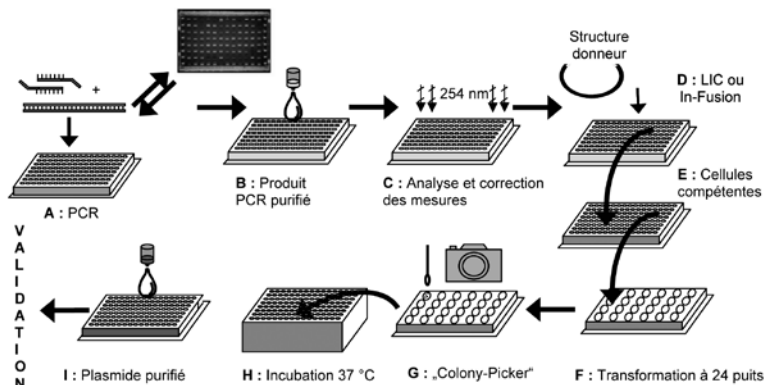 Structure
donneur
+
254 nm
D : LIC ou
In-Fusion
B : Produit
PCR purifié
C : Analyse et correction
des mesures
E : Cellules
compétentes
A : PCR
VALIDATION
I : Plasmide purifié
H : Incubation 37 °C
G : „Colony-Picker“
F : Transformation à 24 puits